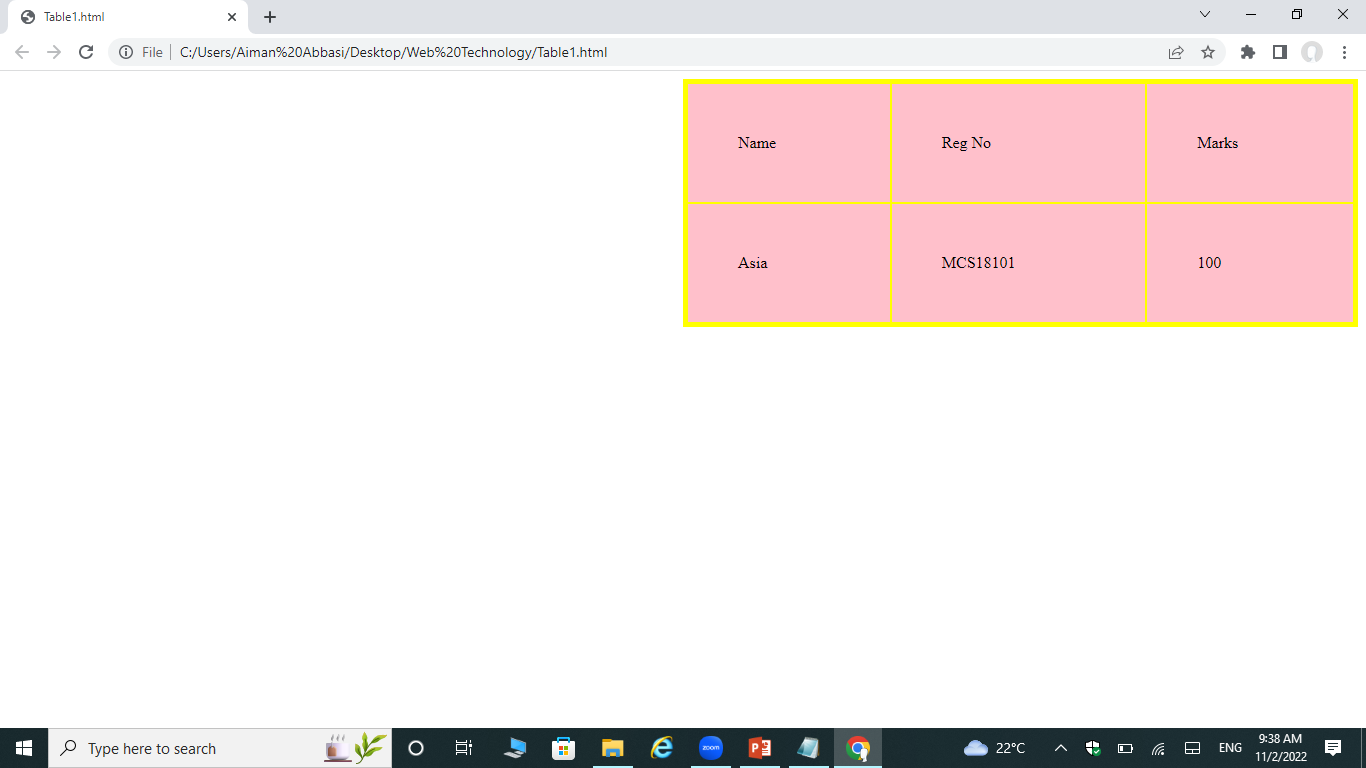 Table1.html
File
C:/Users/Aiman%20Abbasi/Desktop/Web%20Technology/Table1.html
Name Reg No Marks
Asia MCS18101 100
Type here to search
zoom
22°C
ENG
9:38 AM
11/2/2022